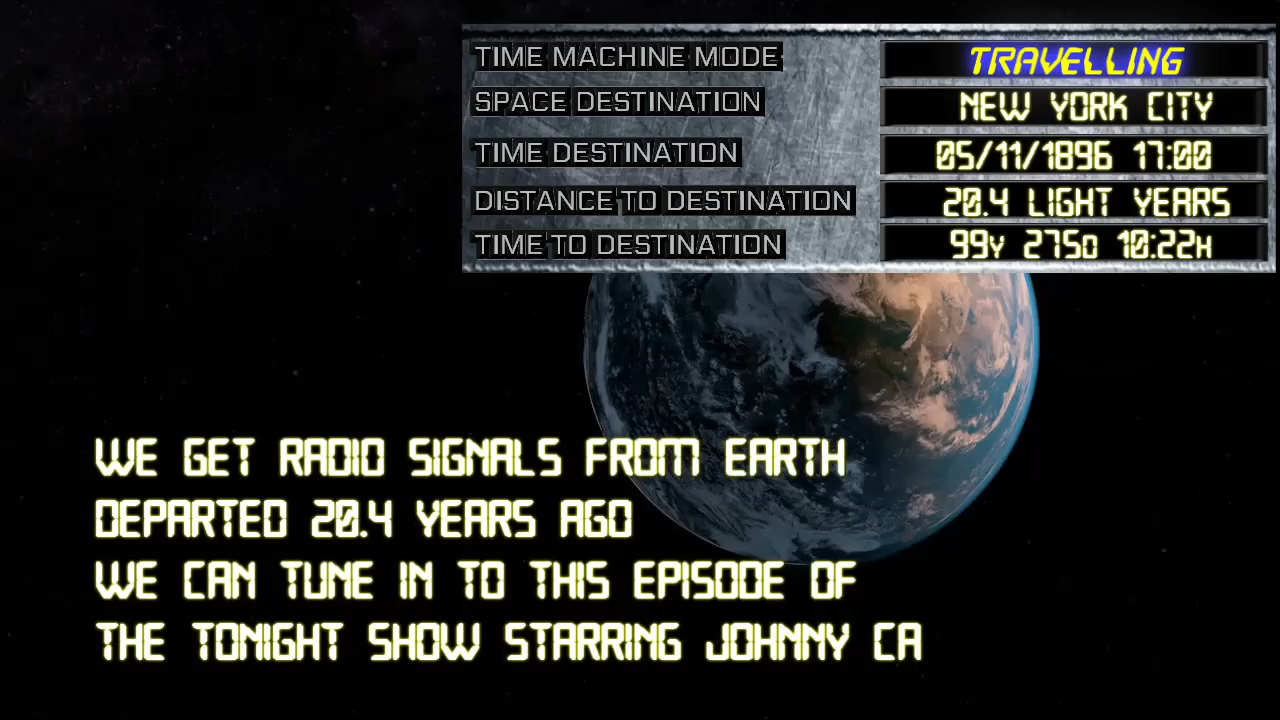 TIME MACHINE MODE TRAVELLING
SPACE DESTINATION NEW YORK CITY
TIME DESTINATION 05/11/1896 17:00
DISTANCE TO DESTINATION 20.4 LIGHT YEARS
TIME TO DESTINATION 99Y 275D 10:22H
WE GET RADIO SIGNALS FROM EARTH
DEPARTED 20.4 YEARS AGO
WE CAN TUNE IN TO THIS EPISODE OF
THE TONIGHT SHOW STARRING JOHNNY CA